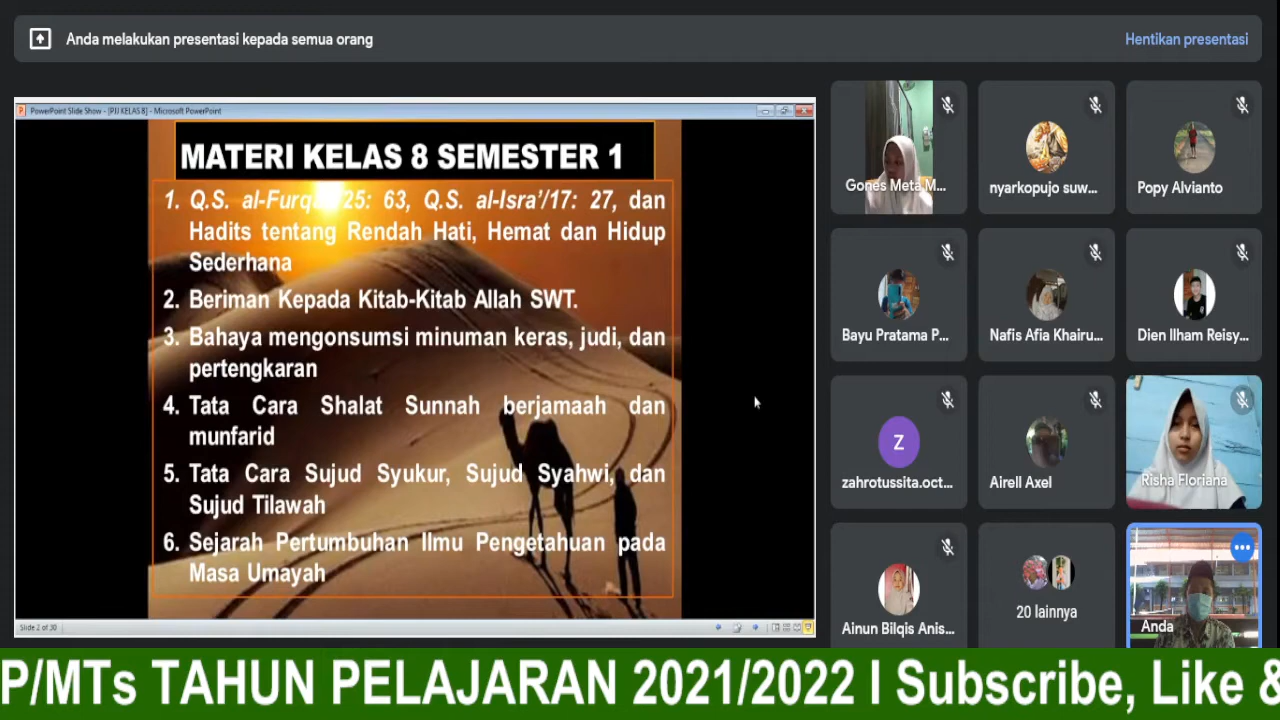 Anda melakukan presentasi kepada semua orang
Hentikan presentasi
PowerPoint Slide Show - [PJJ KELAS 8] - Microsoft PowerPoint
MATERI KELAS 8 SEMESTER 1
1. Q.S. al-Furqan/25: 63, Q.S. al-Isra'/17: 27, dan
Hadits tentang Rendah Hati, Hemat dan Hidup
Sederhana
2. Beriman Kepada Kitab-Kitab Allah SWT.
3. Bahaya mengonsumsi minuman keras, judi, dan
pertengkaran
4. Tata Cara Shalat Sunnah berjamaah dan
munfarid
5. Tata Cara Sujud Syukur, Sujud Syahwi, dan
Sujud Tilawah
6. Sejarah Pertumbuhan Ilmu Pengetahuan pada
Masa Umayah
Slide 2 of 30
Gones Meta M...
nyarkopujo suw...
Popy Alvianto
Bayu Pratama P...
Nafis Afia Khairu...
Dien Ilham Reisy...
Z
zahrotussita.oct...
Airell Axel
Risha Floriana
Ainun Bilqis Anis...
20 lainnya
Anda
P/MTs TAHUN PELAJARAN 2021/2022 I Subscribe, Like &